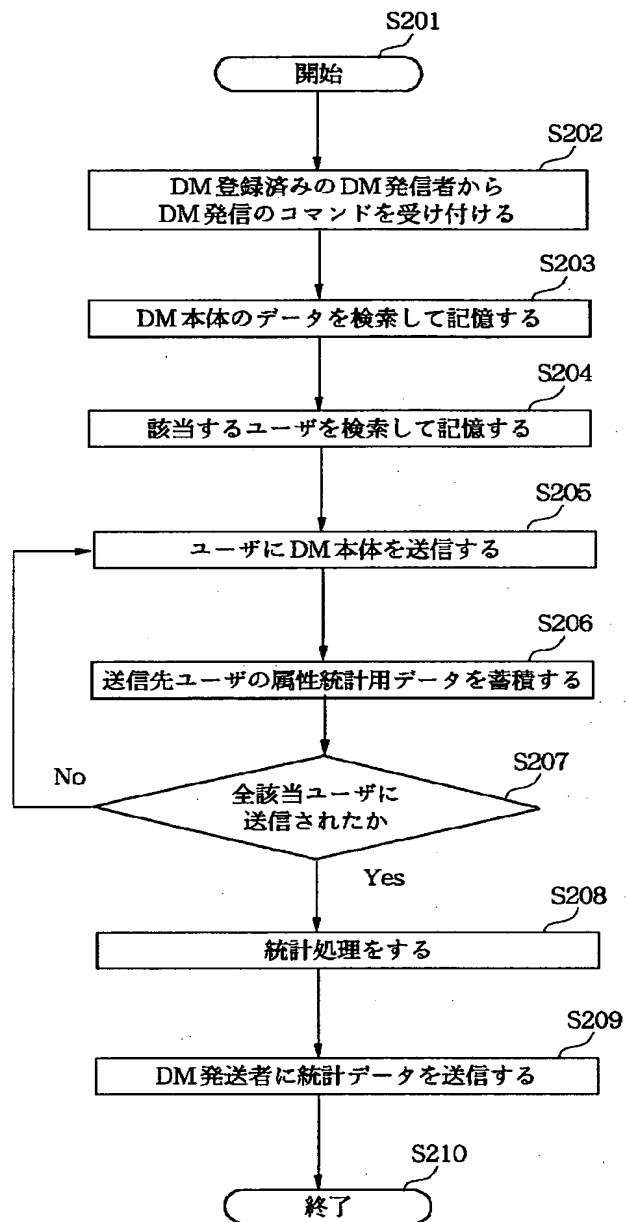 S201
開始
S202
DM登録済みのDM発信者から
DM発信のコマンドを受け付ける
S203
DM本体のデータを検索して記憶する
S204
該当するユーザを検索して記憶する
S205
ユーザにDM本体を送信する
S206
送信先ユーザの属性統計用データを蓄積する
S207
No
全該当ユーザに
送信されたか
Yes
S208
統計処理をする
S209
DM発送者に統計データを送信する
S210
終了